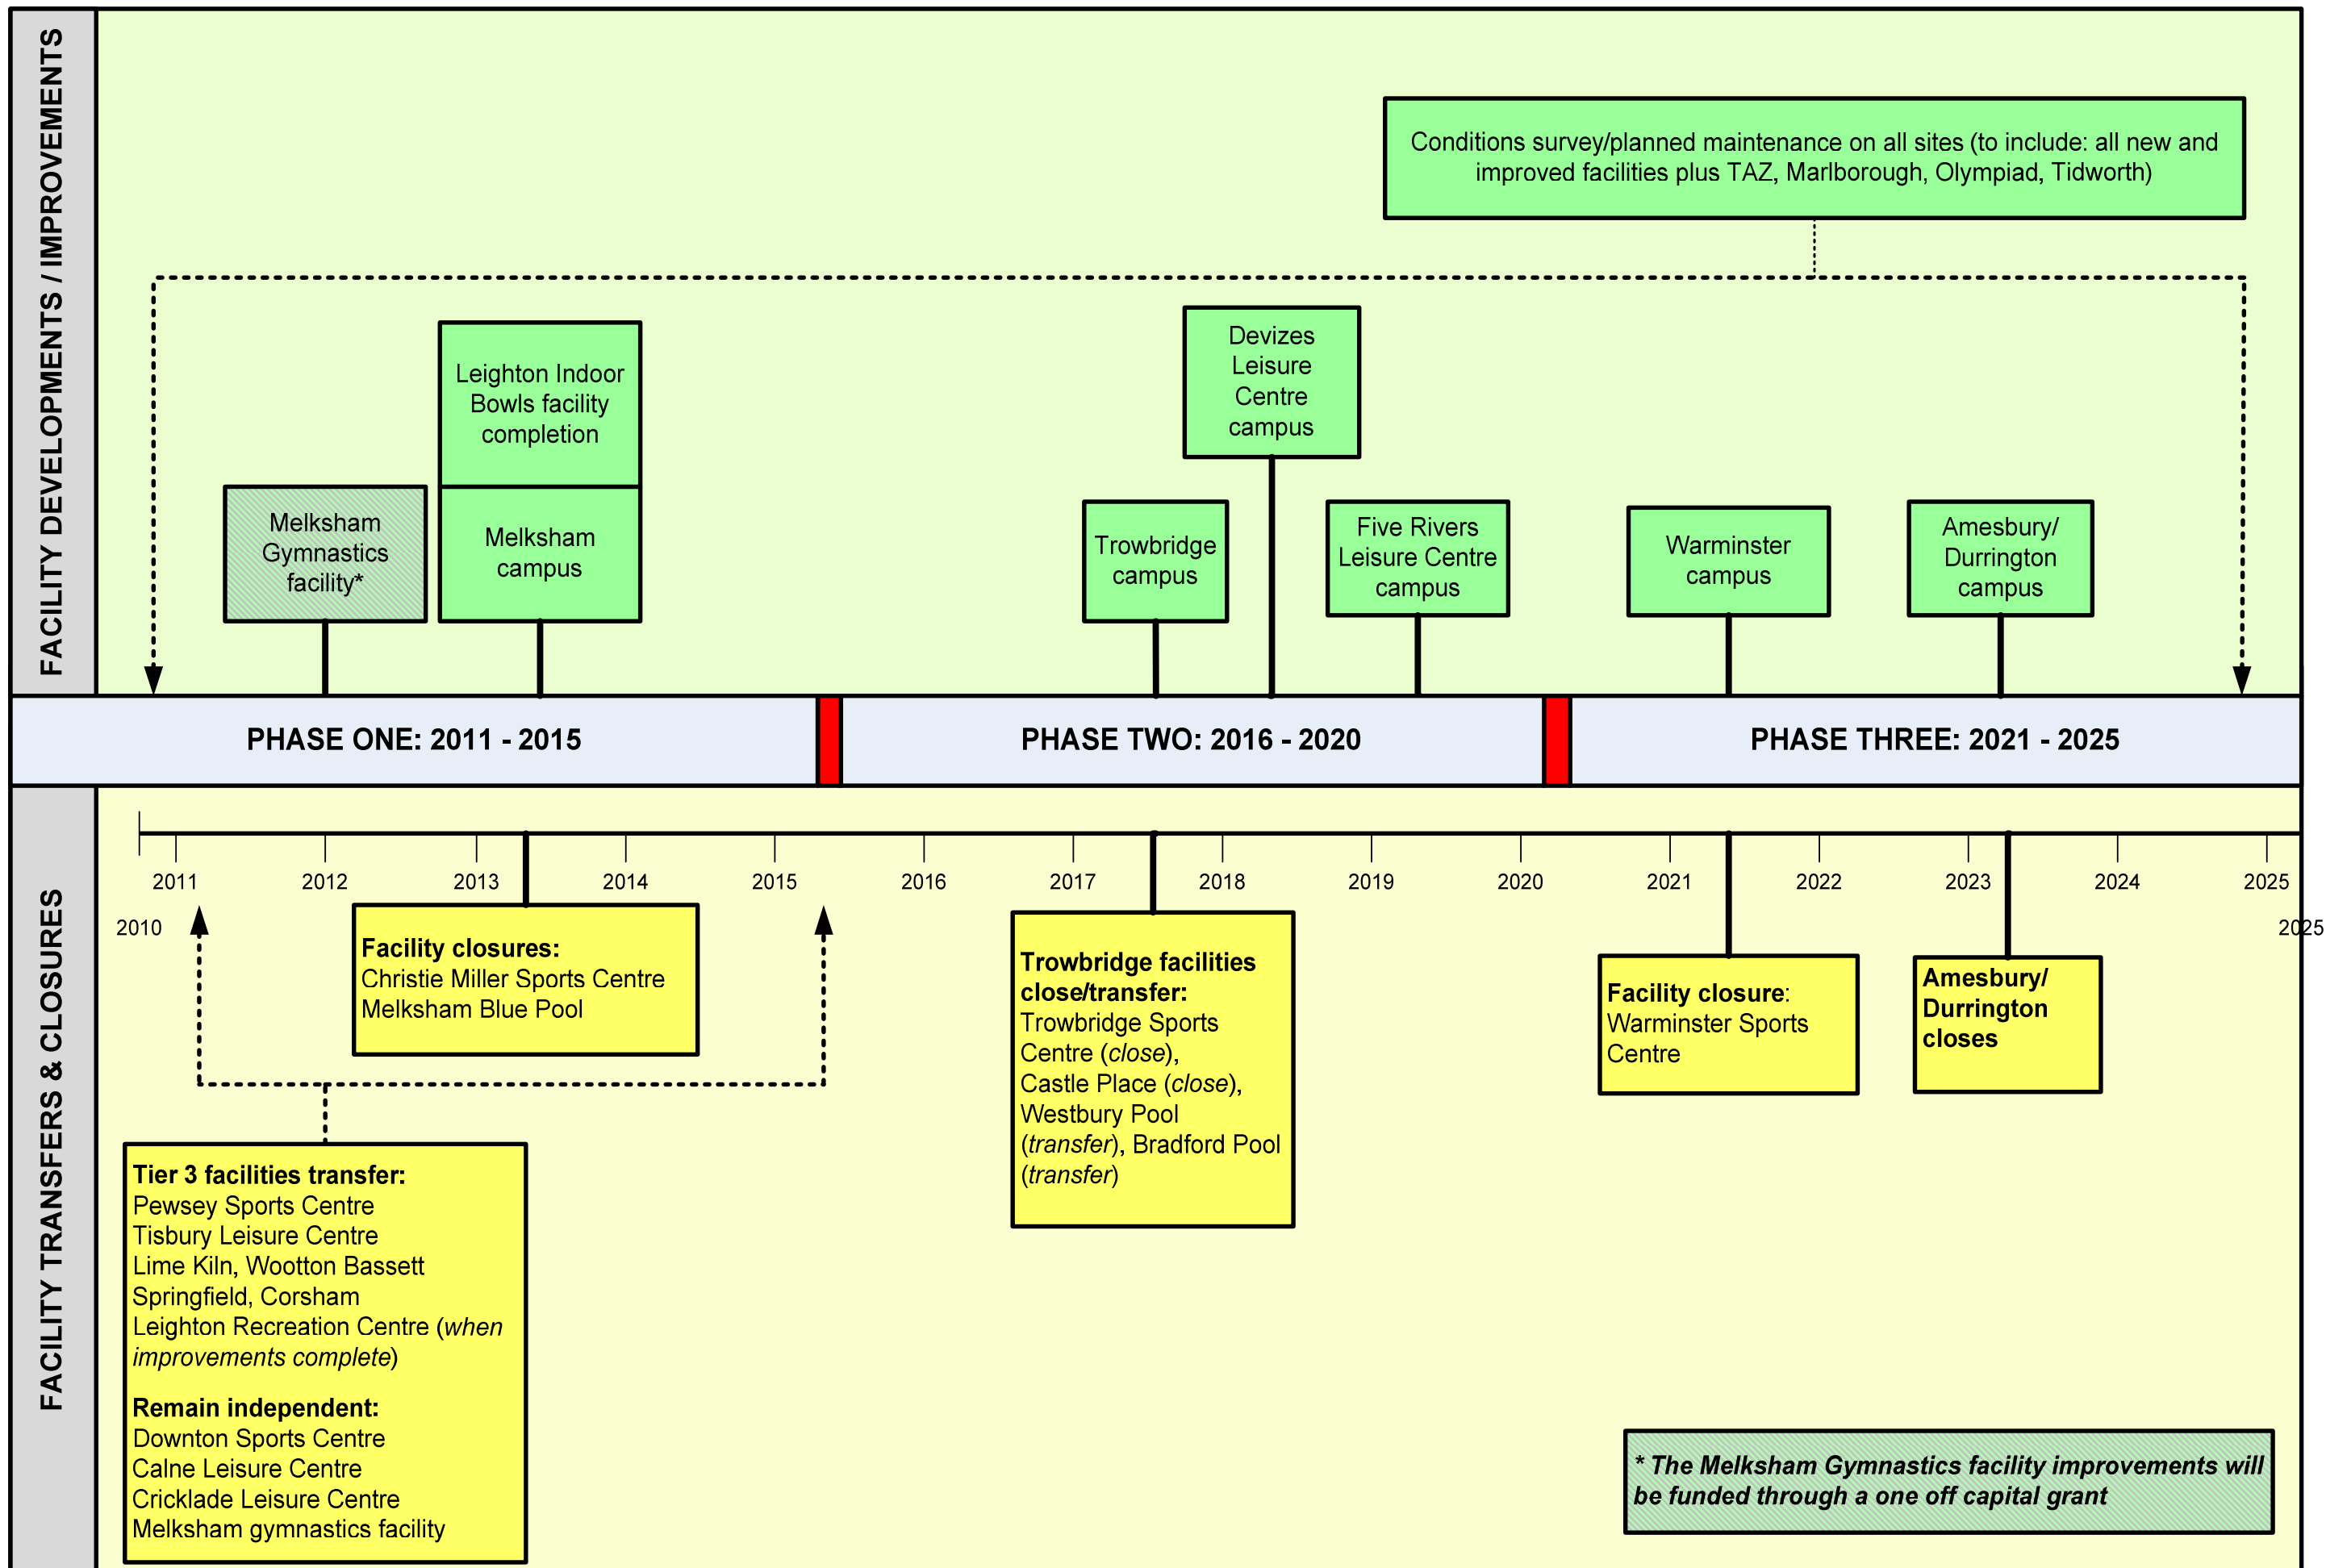 FACILITY DEVELOPMENTS / IMPROVEMENTS
Conditions survey/planned maintenance on all sites (to include: all new and
improved facilities plus TAZ, Marlborough, Olympiad, Tidworth)
Melksham
Gymnastics
facility*
Leighton Indoor
Bowls facility
completion
Melksham
campus
Trowbridge
campus
Devizes
Leisure
Centre
campus
Five Rivers
Leisure Centre
campus
Warminster
campus
Amesbury/
Durrington
campus
PHASE ONE: 2011 - 2015
PHASE TWO: 2016 - 2020
PHASE THREE: 2021 - 2025
FACILITY TRANSFERS & CLOSURES
2011
2012
2013
2014
2015
2016
2017
2018
2019
2020
2021
2022
2023
2024
2025
2010
2025
Facility closures:
Christie Miller Sports Centre
Melksham Blue Pool
Trowbridge facilities
close/transfer:
Trowbridge Sports
Centre (close),
Castle Place (close),
Westbury Pool
(transfer), Bradford Pool
(transfer)
Facility closure:
Warminster Sports
Centre
Amesbury/
Durrington
closes
Tier 3 facilities transfer:
Pewsey Sports Centre
Tisbury Leisure Centre
Lime Kiln, Wootton Bassett
Springfield, Corsham
Leighton Recreation Centre (when
improvements complete)
Remain independent:
Downton Sports Centre
Calne Leisure Centre
Cricklade Leisure Centre
Melksham gymnastics facility
* The Melksham Gymnastics facility improvements will
be funded through a one off capital grant